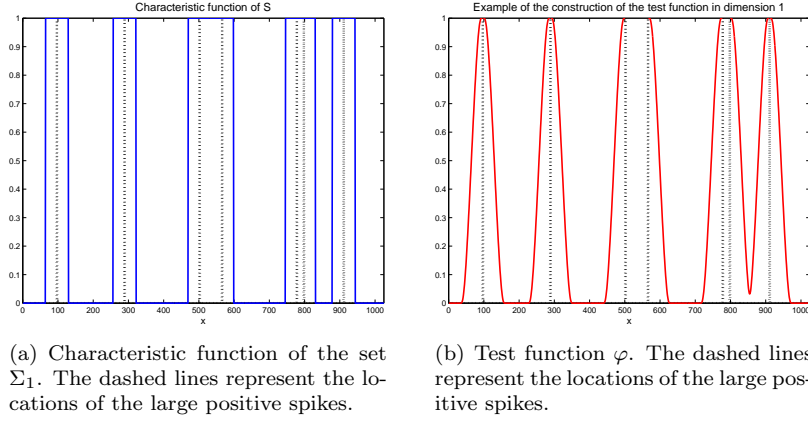 Characteristic function of S
1
0.9
0.8
0.7
0.6
0.5
0.4
0.3
0.2
0.1
0
0 100 200 300 400 500 600 700 800 900 1000
x
(a) Characteristic function of the set
Σ1. The dashed lines represent the lo-
cations of the large positive spikes.
Example of the construction of the test function in dimension 1
1
0.9
0.8
0.7
0.6
0.5
0.4
0.3
0.2
0.1
0
0 100 200 300 400 500 600 700 800 900 1000
x
(b) Test function φ. The dashed lines
represent the locations of the large pos-
itive spikes.